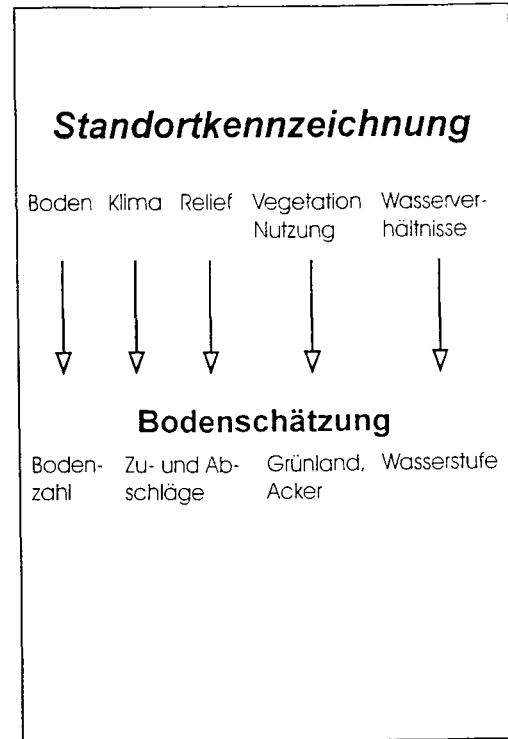 Standortkennzeichnung
Boden Klima Relief Vegetation Wasserver-
Nutzung hältnisse
Bodenschätzung
Boden- Zu- und Ab- Grünland, Wasserstufe
zahl schläge Acker